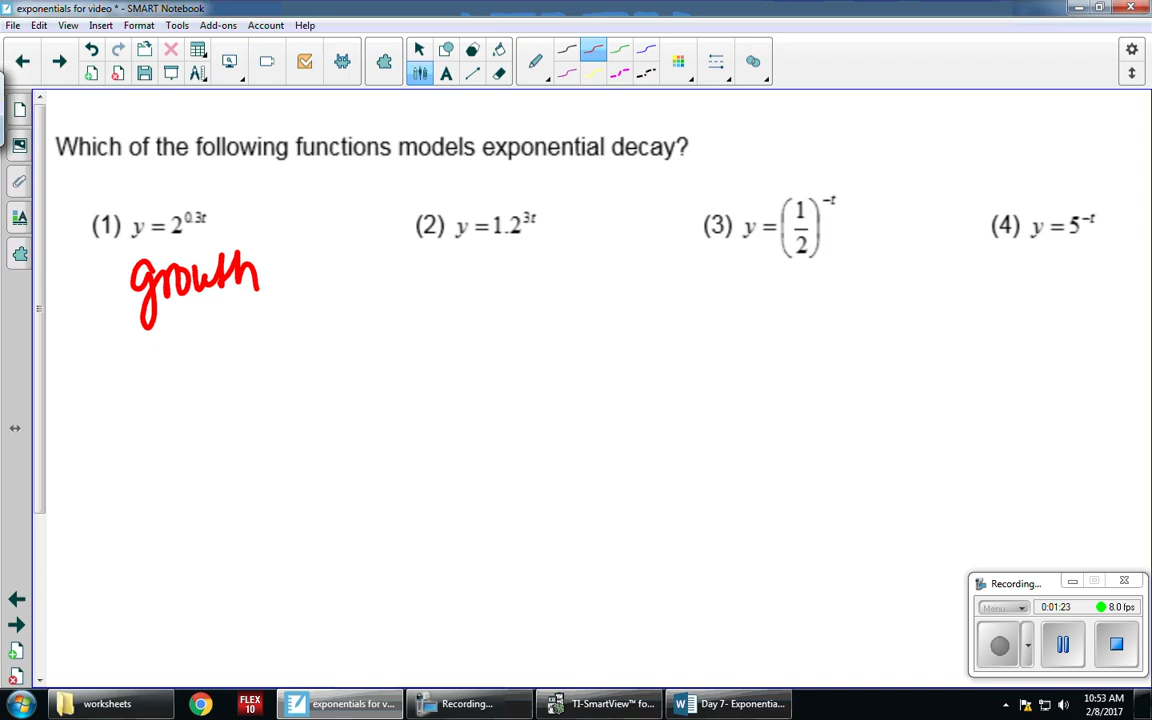 exponentials for video * - SMART Notebook
File Edit View Insert Format Tools Add-ons Account Help
Which of the following functions models exponential decay?
(1) y = 2^{0.3t} (2) y = 1.2^{3t} (3) y = (1/2)^{-t} (4) y = 5^{-t}
growth
Recording...
Menu 0:01:23 8.0 fps
worksheets FLEX 10 exponentials for v... Recording... TI-SmartView™ fo... Day 7- Exponentia... 10:53 AM
2/8/2017